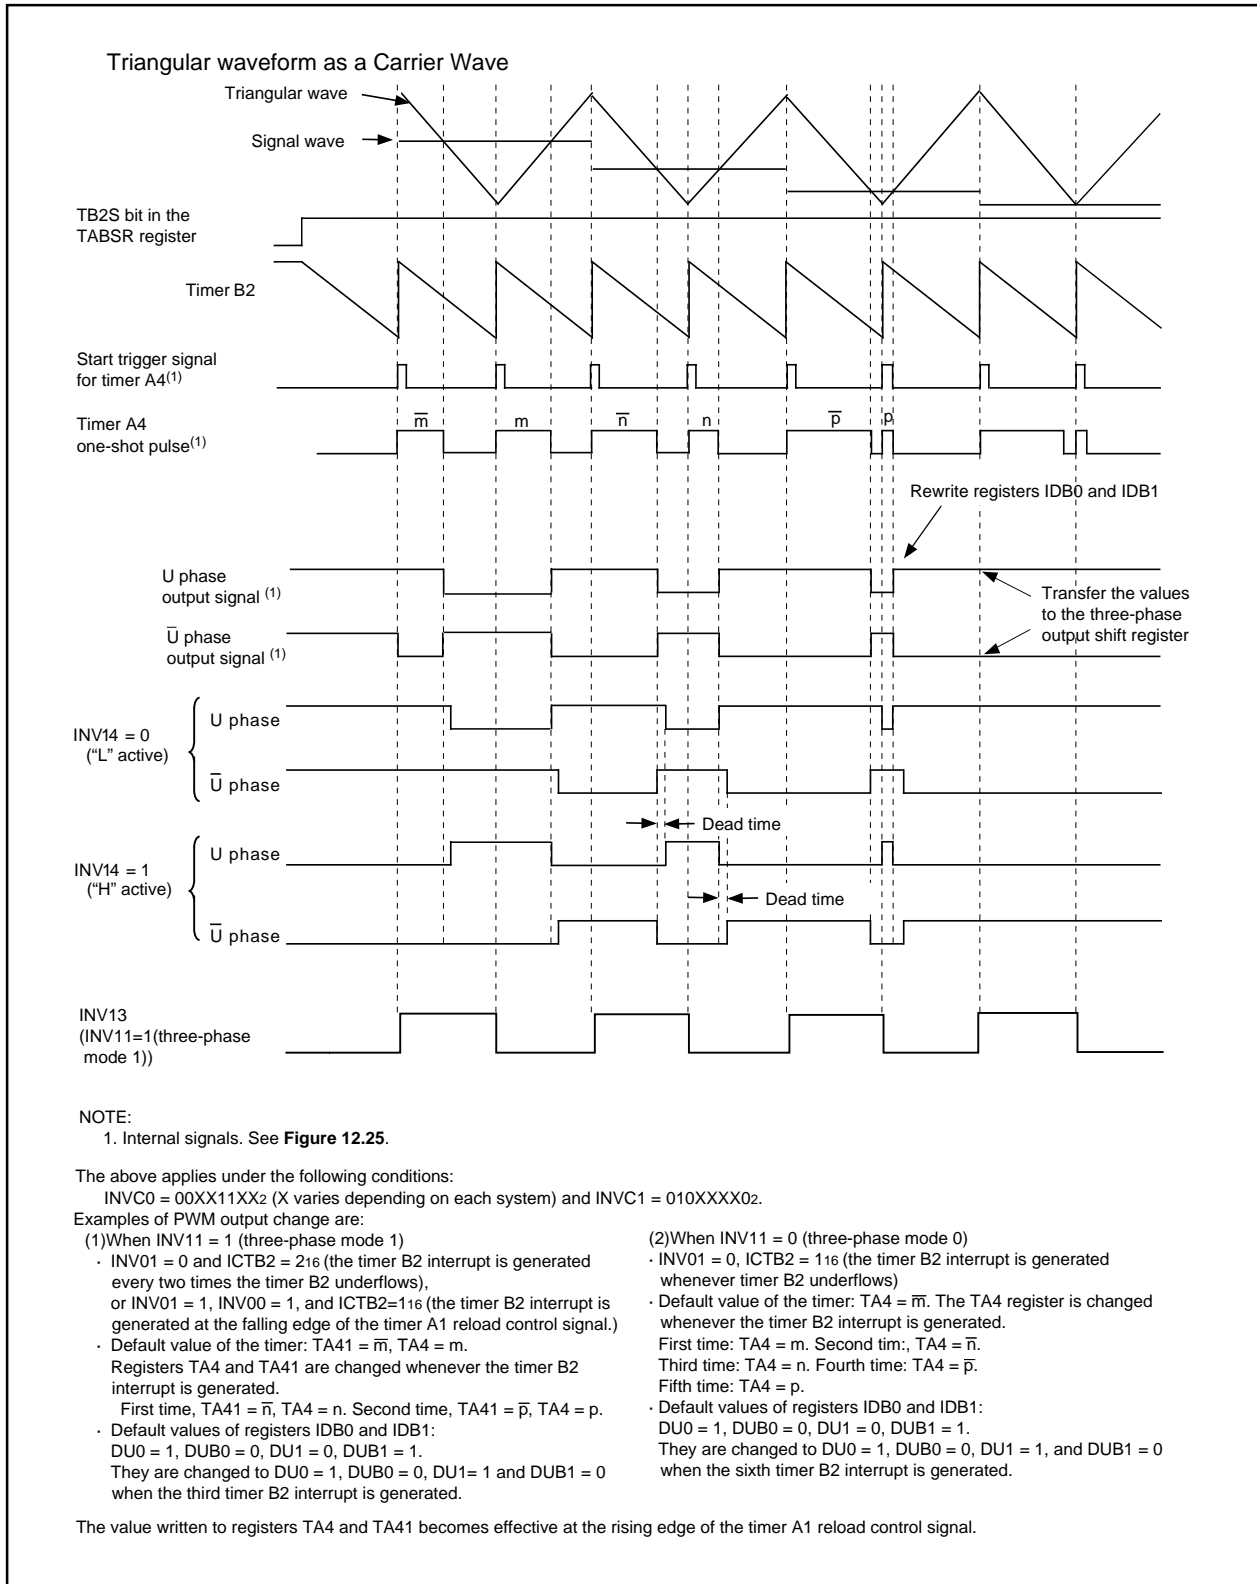 Triangular waveform as a Carrier Wave
Triangular wave
Signal wave
TB2S bit in the
TABSR register
Timer B2
Start trigger signal
for timer A4(1)
Timer A4
one-shot pulse(1)
m̅ m n̅ n p̅ p
Rewrite registers IDB0 and IDB1
U phase
output signal (1)
Transfer the values
to the three-phase
output shift register
U̅ phase
output signal (1)
INV14 = 0
("L" active)
U phase
U̅ phase
Dead time
INV14 = 1
("H" active)
U phase
Dead time
U̅ phase
INV13
(INV11=1(three-phase
mode 1))
NOTE:
1. Internal signals. See Figure 12.25.
The above applies under the following conditions:
INVC0 = 00XX11XX2 (X varies depending on each system) and INVC1 = 010XXXX02.
Examples of PWM output change are:
(1)When INV11 = 1 (three-phase mode 1)
· INV01 = 0 and ICTB2 = 216 (the timer B2 interrupt is generated
every two times the timer B2 underflows),
or INV01 = 1, INV00 = 1, and ICTB2=116 (the timer B2 interrupt is
generated at the falling edge of the timer A1 reload control signal.)
· Default value of the timer: TA41 = m̅, TA4 = m.
Registers TA4 and TA41 are changed whenever the timer B2
interrupt is generated.
First time, TA41 = n̅, TA4 = n. Second time, TA41 = p̅, TA4 = p.
· Default values of registers IDB0 and IDB1:
DU0 = 1, DUB0 = 0, DU1 = 0, DUB1 = 1.
They are changed to DU0 = 1, DUB0 = 0, DU1= 1 and DUB1 = 0
when the third timer B2 interrupt is generated.
(2)When INV11 = 0 (three-phase mode 0)
· INV01 = 0, ICTB2 = 116 (the timer B2 interrupt is generated
whenever timer B2 underflows)
· Default value of the timer: TA4 = m̅. The TA4 register is changed
whenever the timer B2 interrupt is generated.
First time: TA4 = m. Second tim:, TA4 = n̅.
Third time: TA4 = n. Fourth time: TA4 = p̅.
Fifth time: TA4 = p.
· Default values of registers IDB0 and IDB1:
DU0 = 1, DUB0 = 0, DU1 = 0, DUB1 = 1.
They are changed to DU0 = 1, DUB0 = 0, DU1 = 1, and DUB1 = 0
when the sixth timer B2 interrupt is generated.
The value written to registers TA4 and TA41 becomes effective at the rising edge of the timer A1 reload control signal.